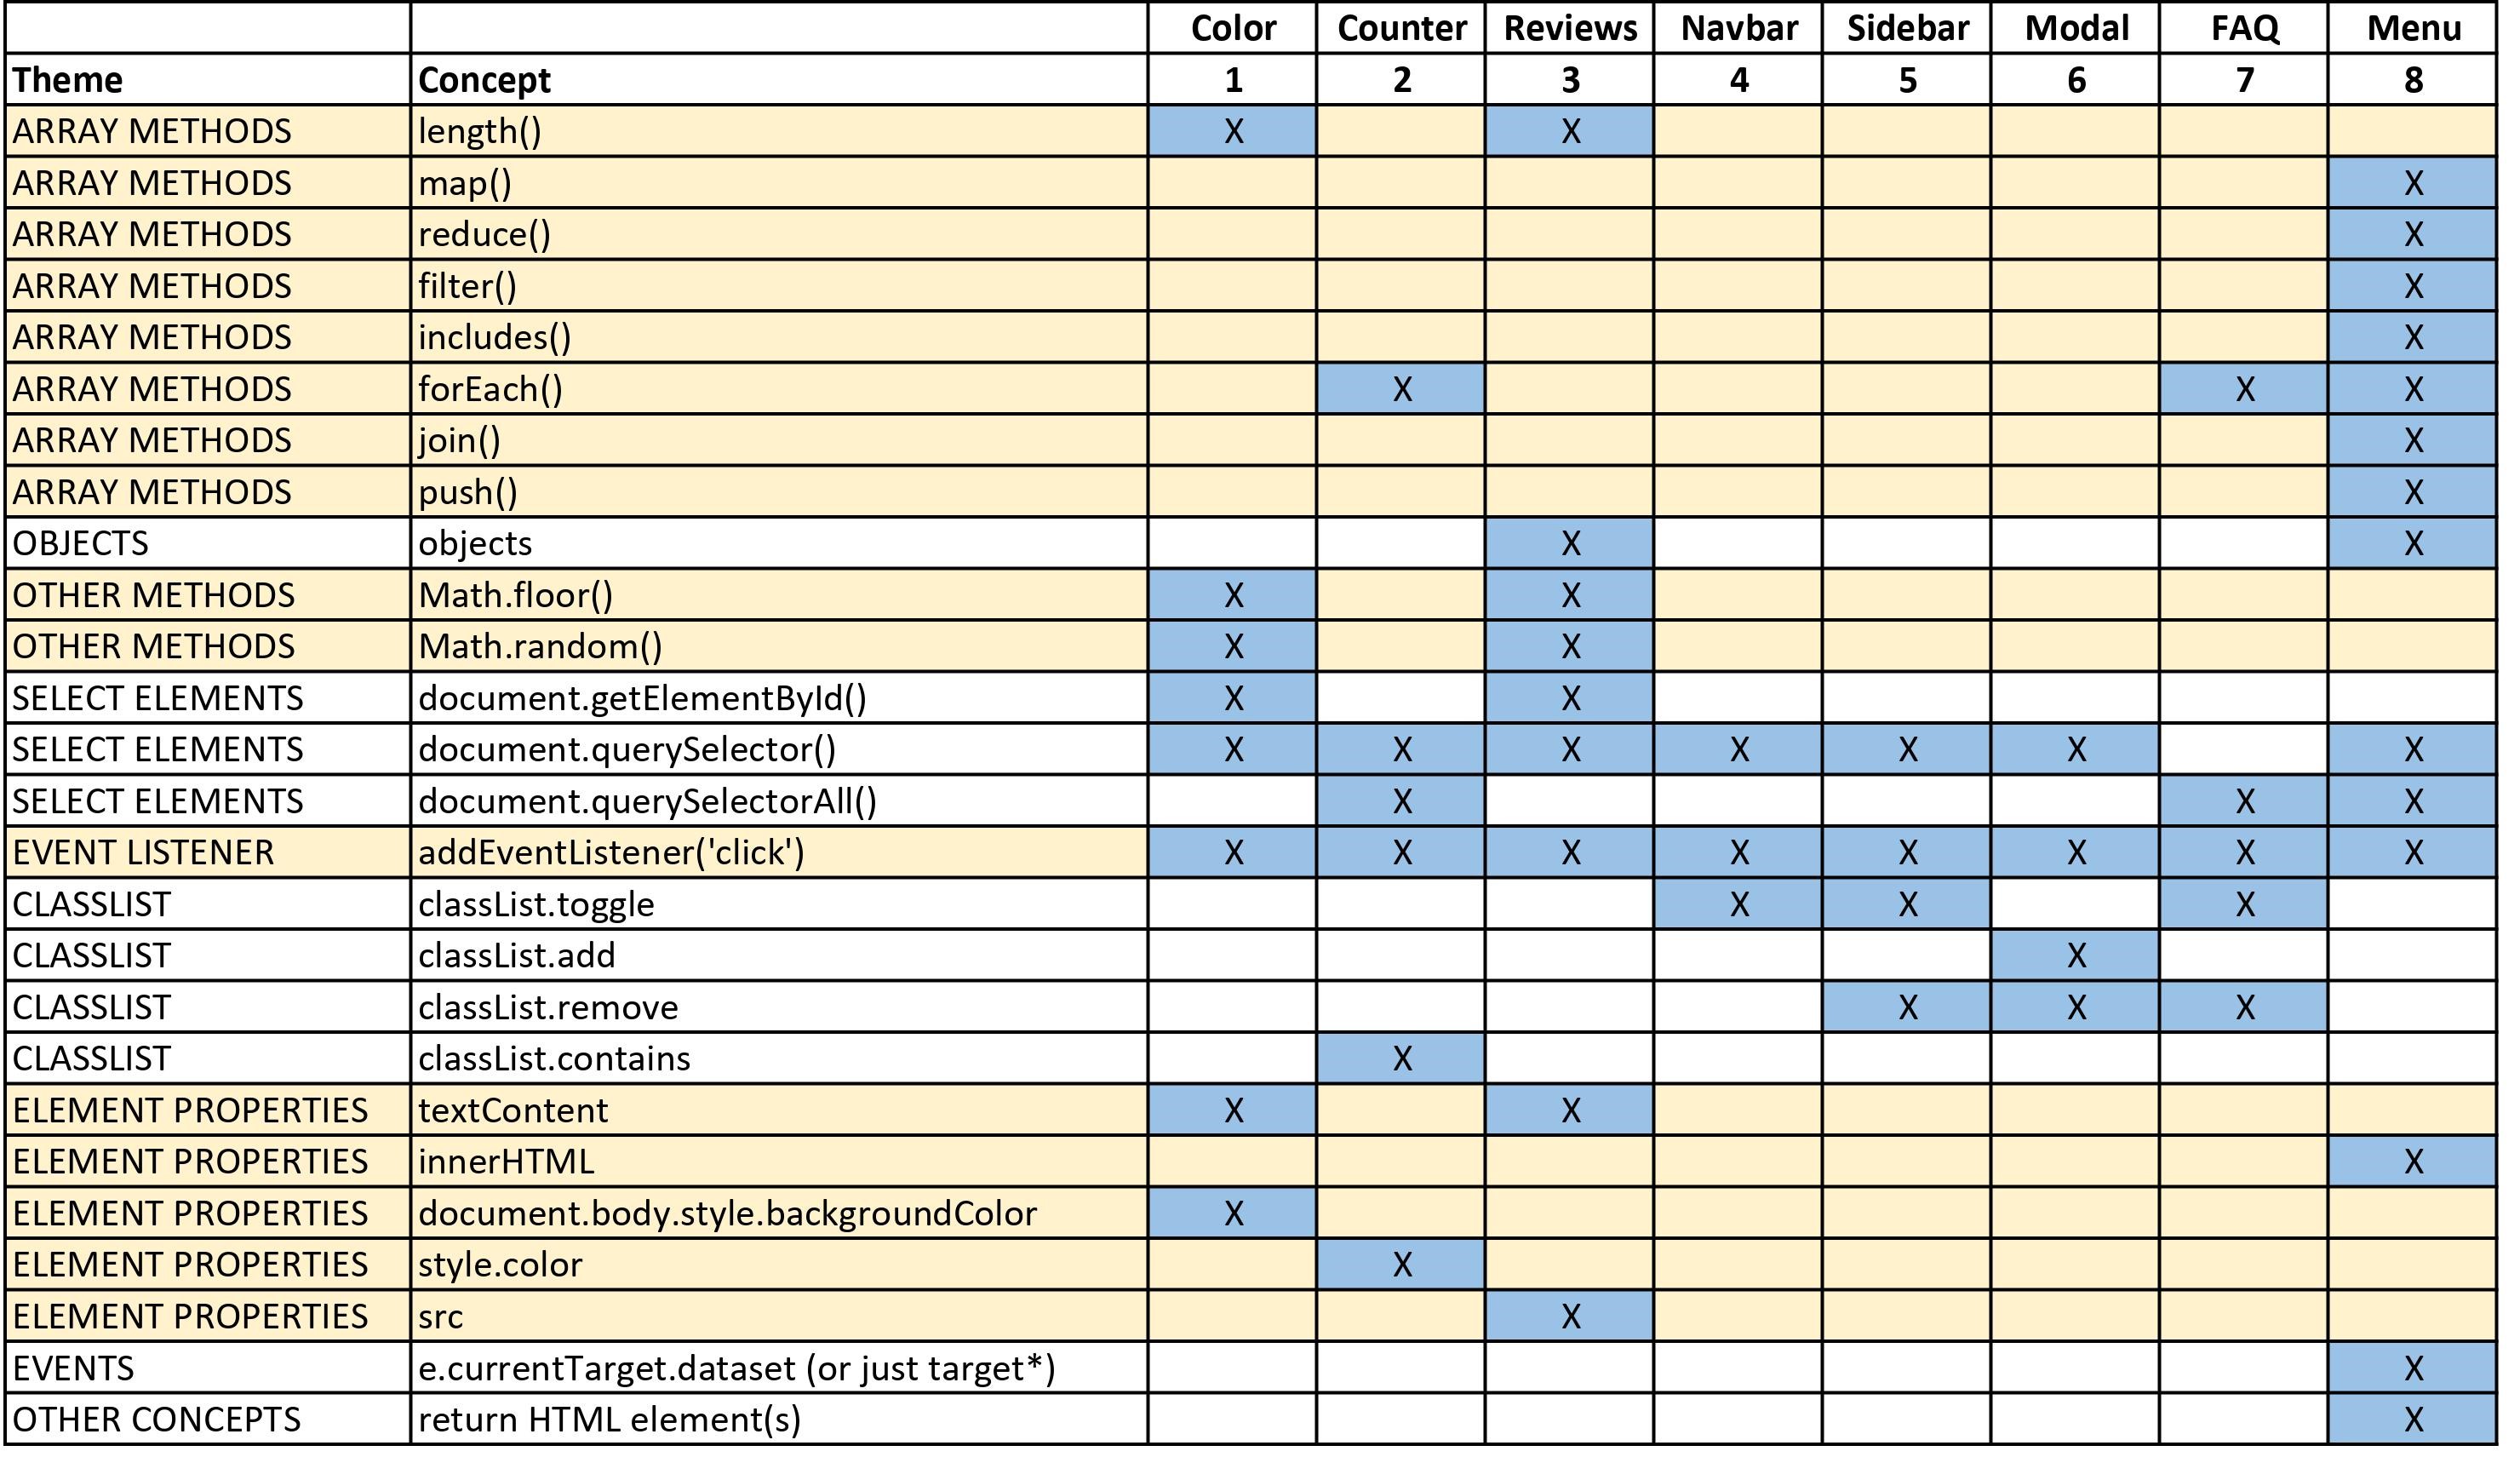 Color Counter Reviews Navbar Sidebar Modal FAQ Menu
Theme Concept 1 2 3 4 5 6 7 8
ARRAY METHODS length() X X
ARRAY METHODS map() X
ARRAY METHODS reduce() X
ARRAY METHODS filter() X
ARRAY METHODS includes() X
ARRAY METHODS forEach() X X X
ARRAY METHODS join() X
ARRAY METHODS push() X
OBJECTS objects X X
OTHER METHODS Math.floor() X X
OTHER METHODS Math.random() X X
SELECT ELEMENTS document.getElementById() X X
SELECT ELEMENTS document.querySelector() X X X X X X X
SELECT ELEMENTS document.querySelectorAll() X X X
EVENT LISTENER addEventListener('click') X X X X X X X X
CLASSLIST classList.toggle X X X
CLASSLIST classList.add X
CLASSLIST classList.remove X X X
CLASSLIST classList.contains X
ELEMENT PROPERTIES textContent X X
ELEMENT PROPERTIES innerHTML X
ELEMENT PROPERTIES document.body.style.backgroundColor X
ELEMENT PROPERTIES style.color X
ELEMENT PROPERTIES src X
EVENTS e.currentTarget.dataset (or just target*) X
OTHER CONCEPTS return HTML element(s) X